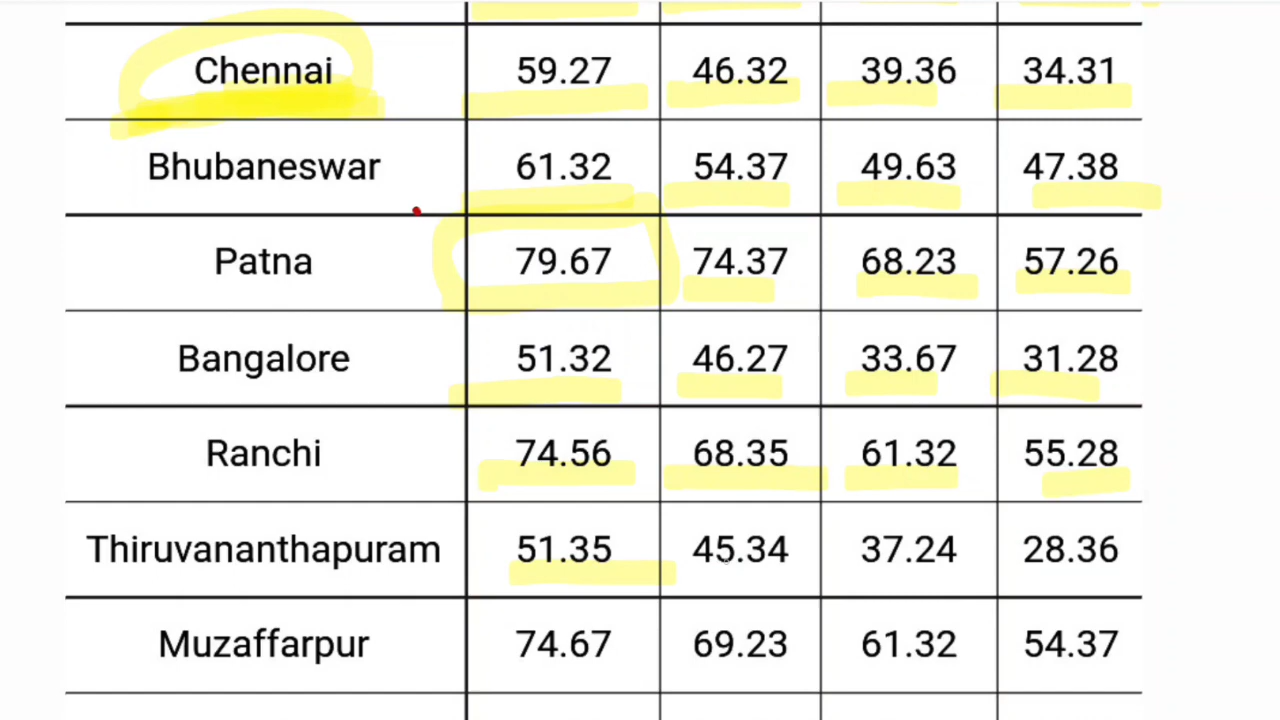 Chennai 59.27 46.32 39.36 34.31
Bhubaneswar 61.32 54.37 49.63 47.38
Patna 79.67 74.37 68.23 57.26
Bangalore 51.32 46.27 33.67 31.28
Ranchi 74.56 68.35 61.32 55.28
Thiruvananthapuram 51.35 45.34 37.24 28.36
Muzaffarpur 74.67 69.23 61.32 54.37